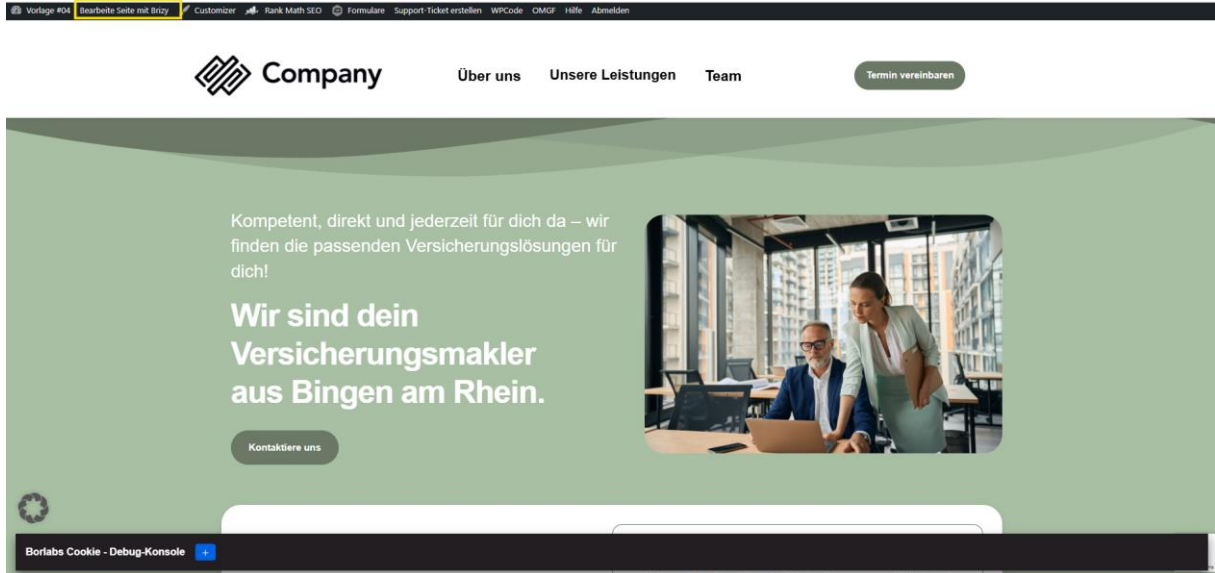 Vorlage #04 Bearbeite Seite mit Brizy Customizer Rank Math SEO Formulare Support-Ticket erstellen WPCode OMGF Hilfe Abmelden
Company Über uns Unsere Leistungen Team Termin vereinbaren
Kompetent, direkt und jederzeit für dich da – wir
finden die passenden Versicherungslösungen für
dich!
Wir sind dein
Versicherungsmakler
aus Bingen am Rhein.
Kontaktiere uns
Borlabs Cookie - Debug-Konsole +